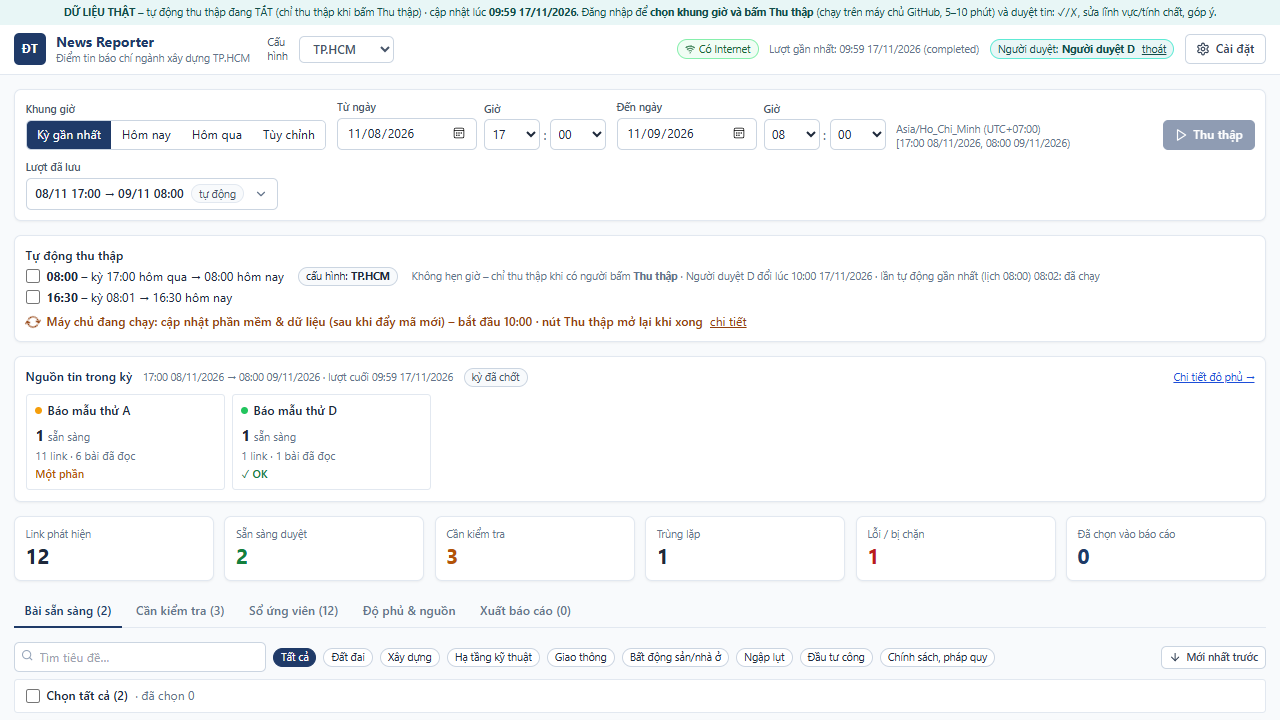 DỮ LIỆU THẬT – tự động thu thập đang TẮT (chỉ thu thập khi bấm Thu thập) · cập nhật lúc 09:59 17/11/2026. Đăng nhập để chọn khung giờ và bấm Thu thập (chạy trên máy chủ GitHub, 5–10 phút) và duyệt tin: ✓/X, sửa lĩnh vực/tính chất, góp ý.
ĐT
News Reporter
Điểm tin báo chí ngành xây dựng TP.HCM
Cấu hình
TP.HCM
Có Internet
Lượt gần nhất: 09:59 17/11/2026 (completed)
Người duyệt: Người duyệt D thoát
Cài đặt
Khung giờ
Kỳ gần nhất Hôm nay Hôm qua Tùy chỉnh
Từ ngày
11/08/2026
Giờ
17 : 00
Đến ngày
11/09/2026
Giờ
08 : 00
Asia/Ho_Chi_Minh (UTC+07:00)
[17:00 08/11/2026, 08:00 09/11/2026)
Thu thập
Lượt đã lưu
08/11 17:00 → 09/11 08:00 tự động
Tự động thu thập
08:00 – kỳ 17:00 hôm qua → 08:00 hôm nay cấu hình: TP.HCM Không hẹn giờ – chỉ thu thập khi có người bấm Thu thập · Người duyệt D đổi lúc 10:00 17/11/2026 · lần tự động gần nhất (lịch 08:00) 08:02: đã chạy
16:30 – kỳ 08:01 → 16:30 hôm nay
Máy chủ đang chạy: cập nhật phần mềm & dữ liệu (sau khi đẩy mã mới) – bắt đầu 10:00 · nút Thu thập mở lại khi xong chi tiết
Nguồn tin trong kỳ 17:00 08/11/2026 → 08:00 09/11/2026 · lượt cuối 09:59 17/11/2026 kỳ đã chốt Chi tiết độ phủ →
Báo mẫu thử A
1 sẵn sàng
11 link · 6 bài đã đọc
Một phần
Báo mẫu thử D
1 sẵn sàng
1 link · 1 bài đã đọc
✓ OK
Link phát hiện
12
Sẵn sàng duyệt
2
Cần kiểm tra
3
Trùng lặp
1
Lỗi / bị chặn
1
Đã chọn vào báo cáo
0
Bài sẵn sàng (2) Cần kiểm tra (3) Sổ ứng viên (12) Độ phủ & nguồn Xuất báo cáo (0)
Tìm tiêu đề...
Tất cả Đất đai Xây dựng Hạ tầng kỹ thuật Giao thông Bất động sản/nhà ở Ngập lụt Đầu tư công Chính sách, pháp quy
↓ Mới nhất trước
Chọn tất cả (2) · đã chọn 0